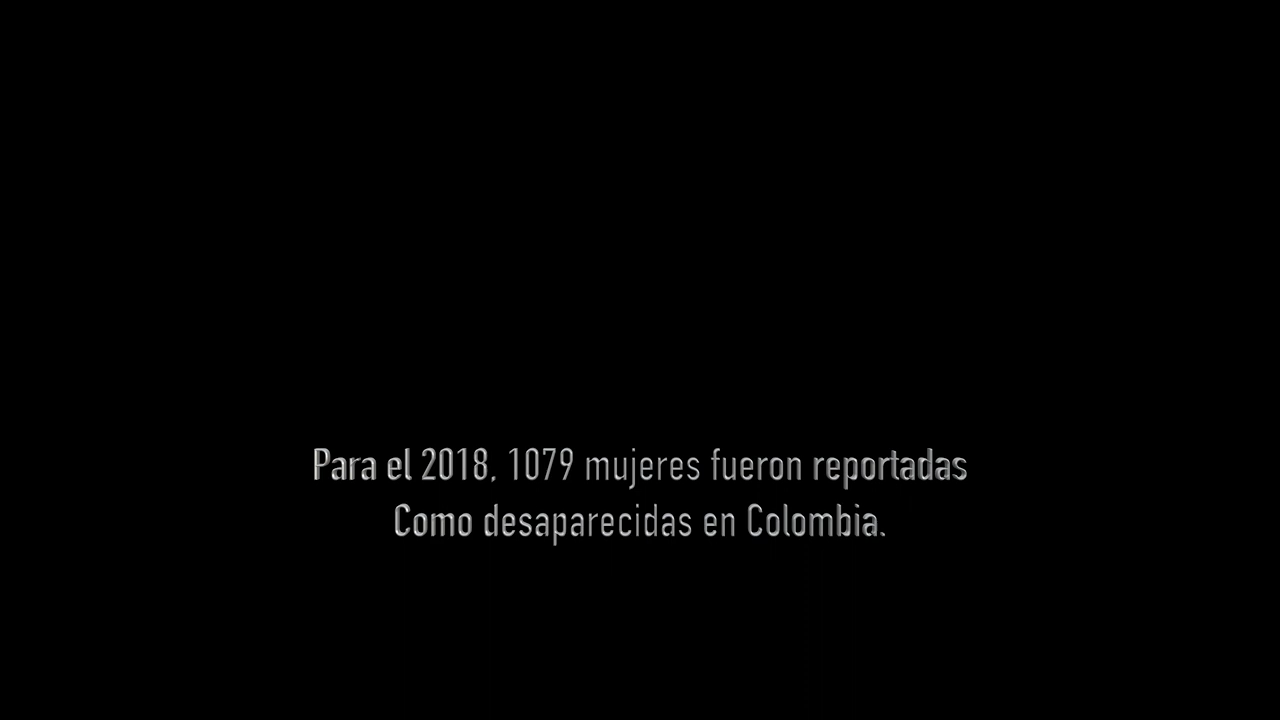 Para el 2018, 1079 mujeres fueron reportadas
Como desaparecidas en Colombia.